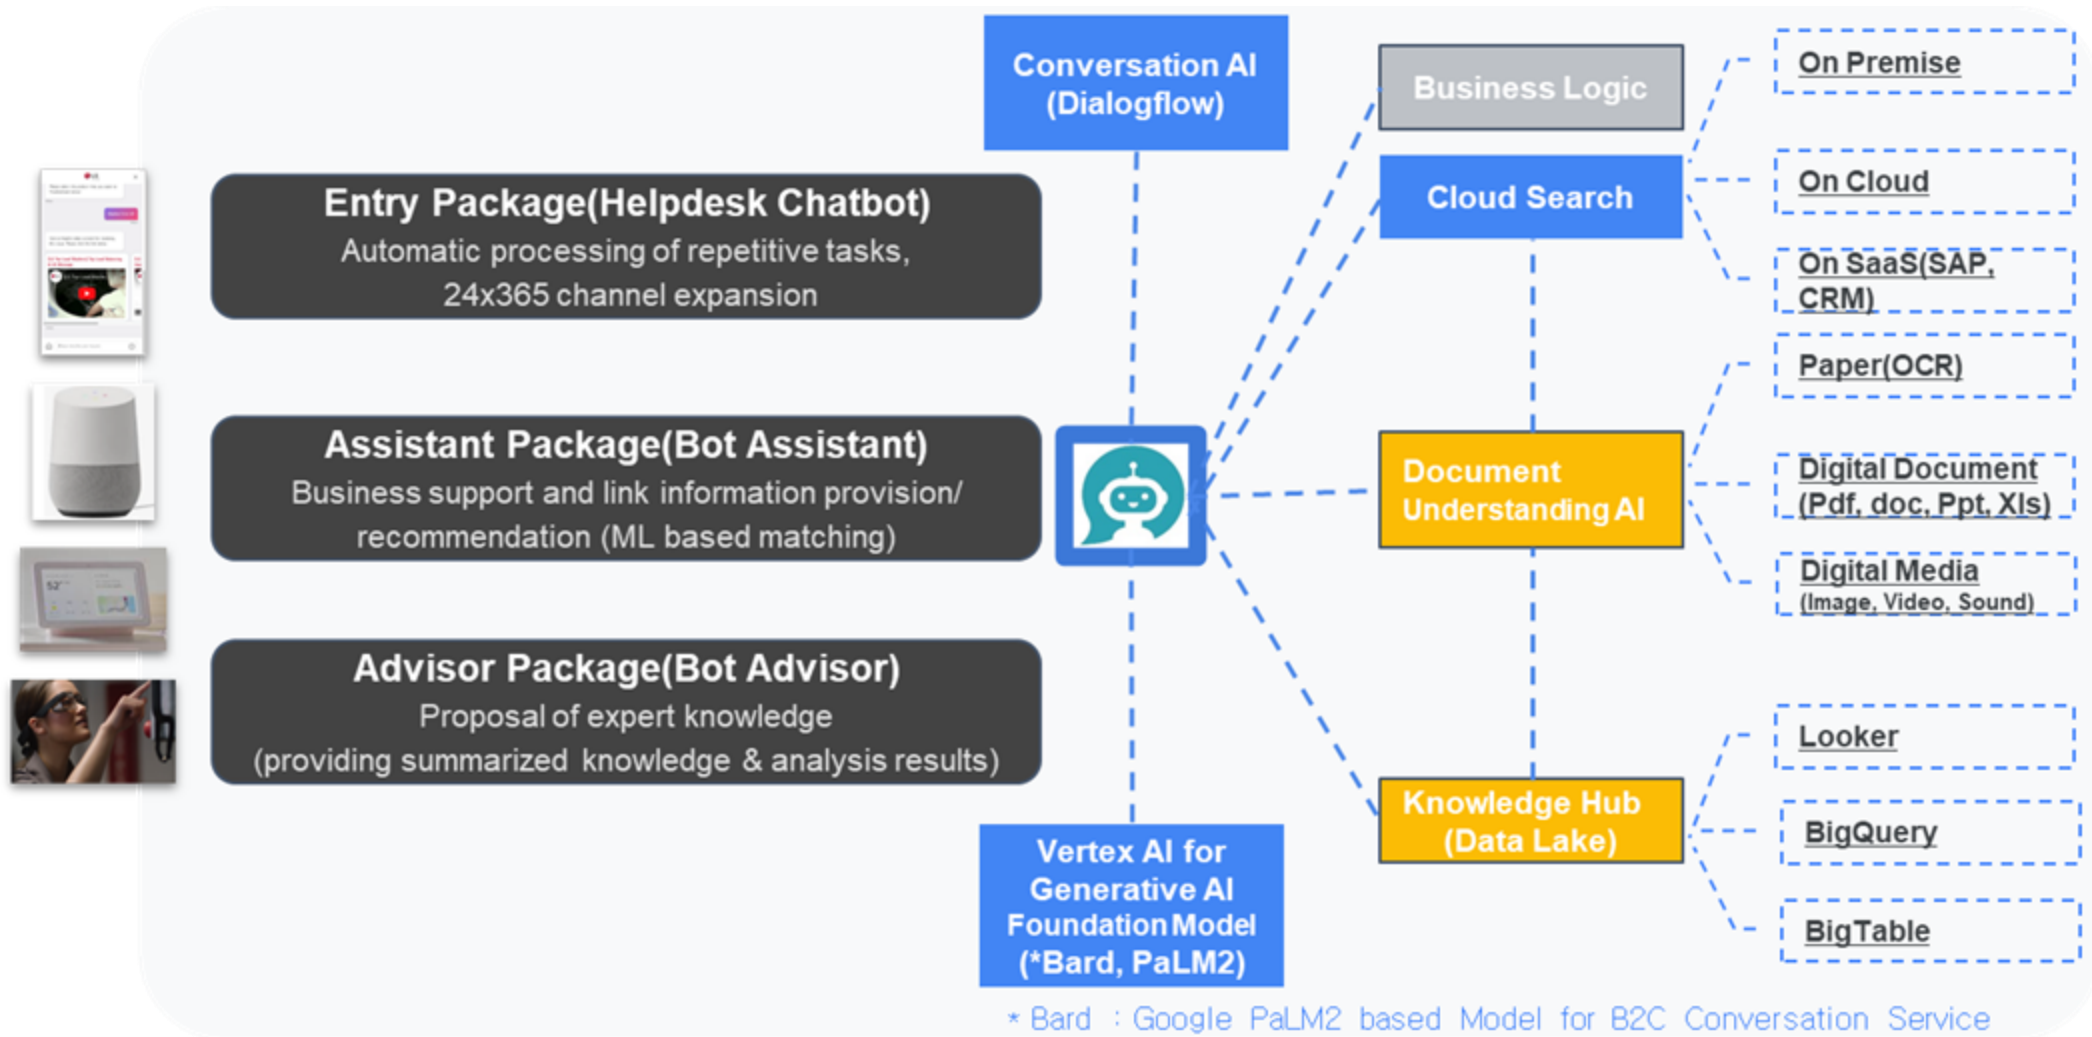 Conversation AI
(Dialogflow)
Business Logic
Cloud Search
On Premise
On Cloud
On SaaS(SAP,
CRM)
Entry Package(Helpdesk Chatbot)
Automatic processing of repetitive tasks,
24x365 channel expansion
Assistant Package(Bot Assistant)
Business support and link information provision/
recommendation (ML based matching)
Advisor Package(Bot Advisor)
Proposal of expert knowledge
(providing summarized knowledge & analysis results)
Document
Understanding AI
Paper(OCR)
Digital Document
(Pdf, doc, Ppt, Xls)
Digital Media
(Image, Video, Sound)
Knowledge Hub
(Data Lake)
Looker
BigQuery
BigTable
Vertex AI for
Generative AI
Foundation Model
(*Bard, PaLM2)
* Bard : Google PaLM2 based Model for B2C Conversation Service